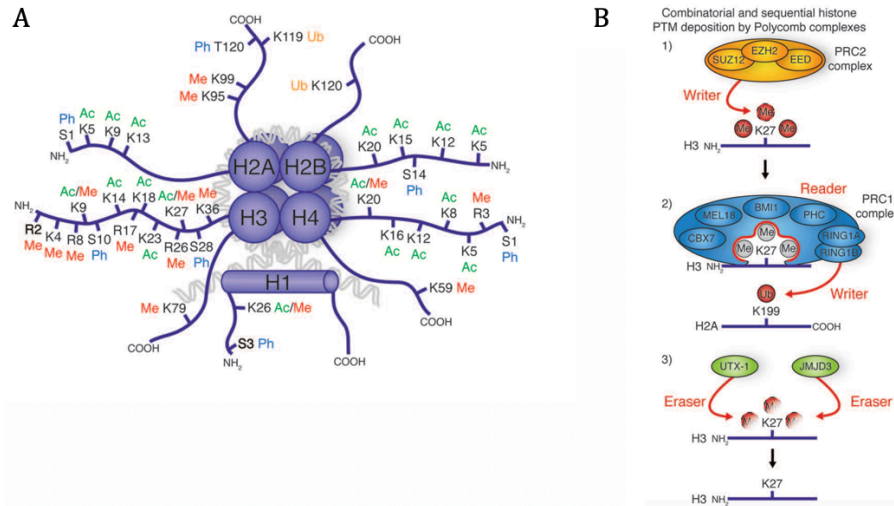 A
COOH
Ph T120
K119 Ub
COOH
Me K99
Me K95
Ub K120
Ph
S1
Ac
K5
Ac
K9
Ac
K13
NH2
H2A
H2B
Ac
K20
Ac
K15
Ac
K12
Ac
K5
S14
Ph
NH2
NH2
R2
Me
K4
Me
Ac/Me
K9
R8
Me
S10
Ph
Ac
K14
R17
Me
Ac
K18
K23
Ac
Ac/Me
K27
R26
Me
S28
Ph
Me
K36
H3
H4
Ac/Me
K20
K16
Ac
K12
Ac
Ac
K8
K5
Ac
Me
R3
NH2
S1
Ph
H1
Me K79
COOH
K26 Ac/Me
S3 Ph
NH2
COOH
K59
Me
COOH
B
Combinatorial and sequential histone
PTM deposition by Polycomb complexes
1)
SUZ12
EZH2
EED
PRC2
complex
Writer
Me
Me
K27
Me
H3 NH2
2)
Reader
PRC1
comple
MEL18
BMI1
PHC
CBX7
RING1A
RING1B
Me
Me
K27
Me
H3 NH2
Ub
Writer
K199
H2A
COOH
3)
UTX-1
JMJD3
Eraser
Eraser
K27
H3 NH2
K27
H3 NH2